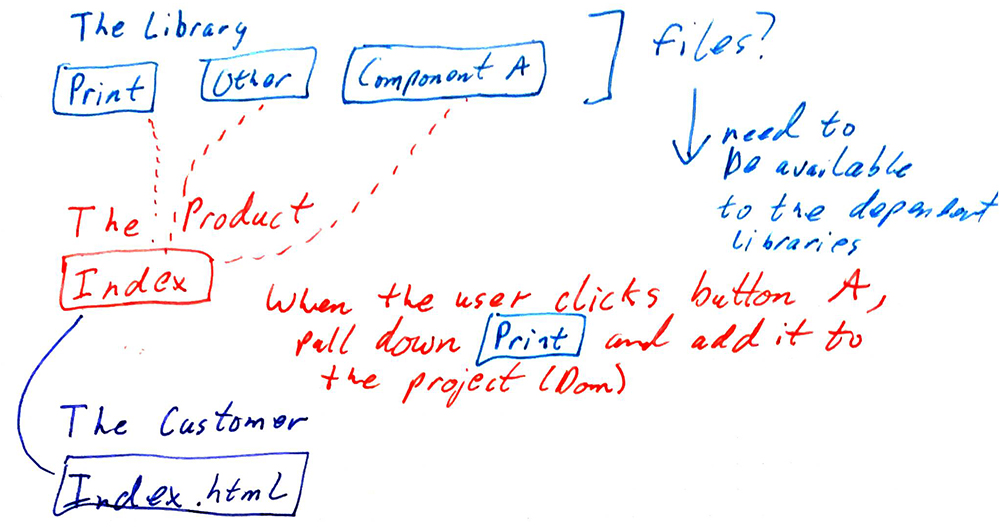 The Library
files?
Print
Other
Component A
need to
be available
to the dependent
libraries
The Product
Index
When the user clicks button A,
pull down Print and add it to
the project (Dom)
The Customer
Index.html